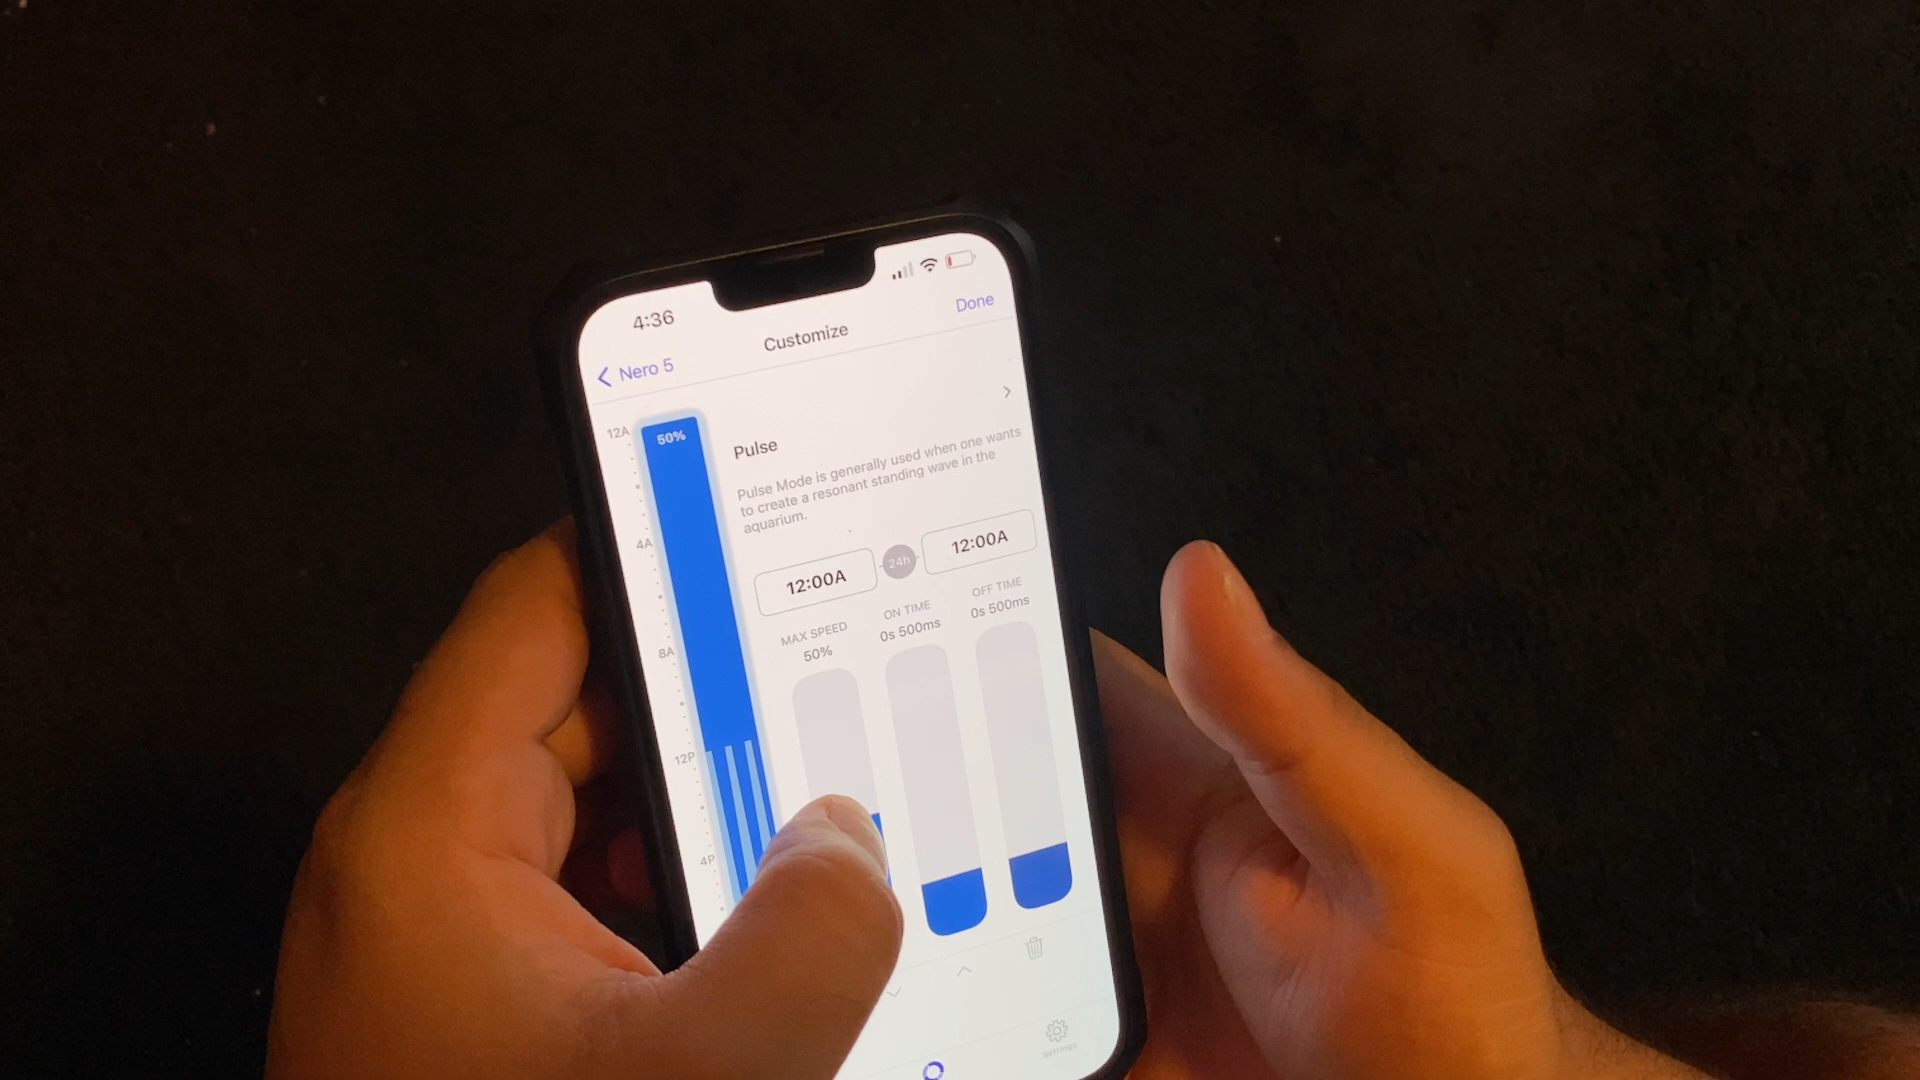 4:36
Customize
Done
Nero 5
12A
50%
Pulse
Pulse Mode is generally used when one wants
to create a resonant standing wave in the
aquarium.
4A
12:00A
24h
12:00A
MAX SPEED
50%
ON TIME
0s 500ms
OFF TIME
0s 500ms
8A
12P
4P
Settings